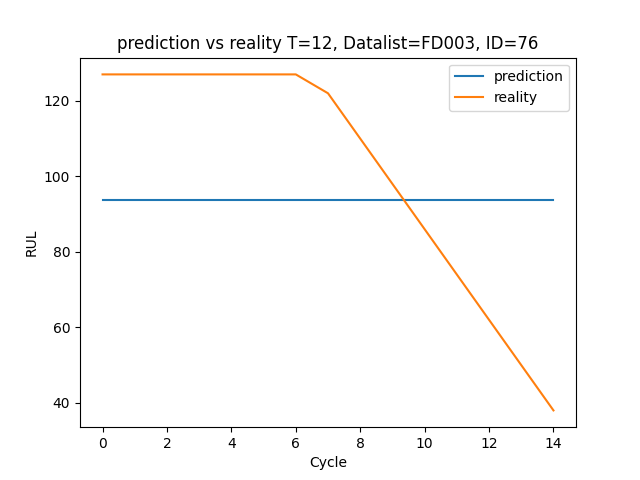 prediction vs reality T=12, Datalist=FD003, ID=76
prediction
reality
120
100
80
60
40
RUL
0 2 4 6 8 10 12 14
Cycle